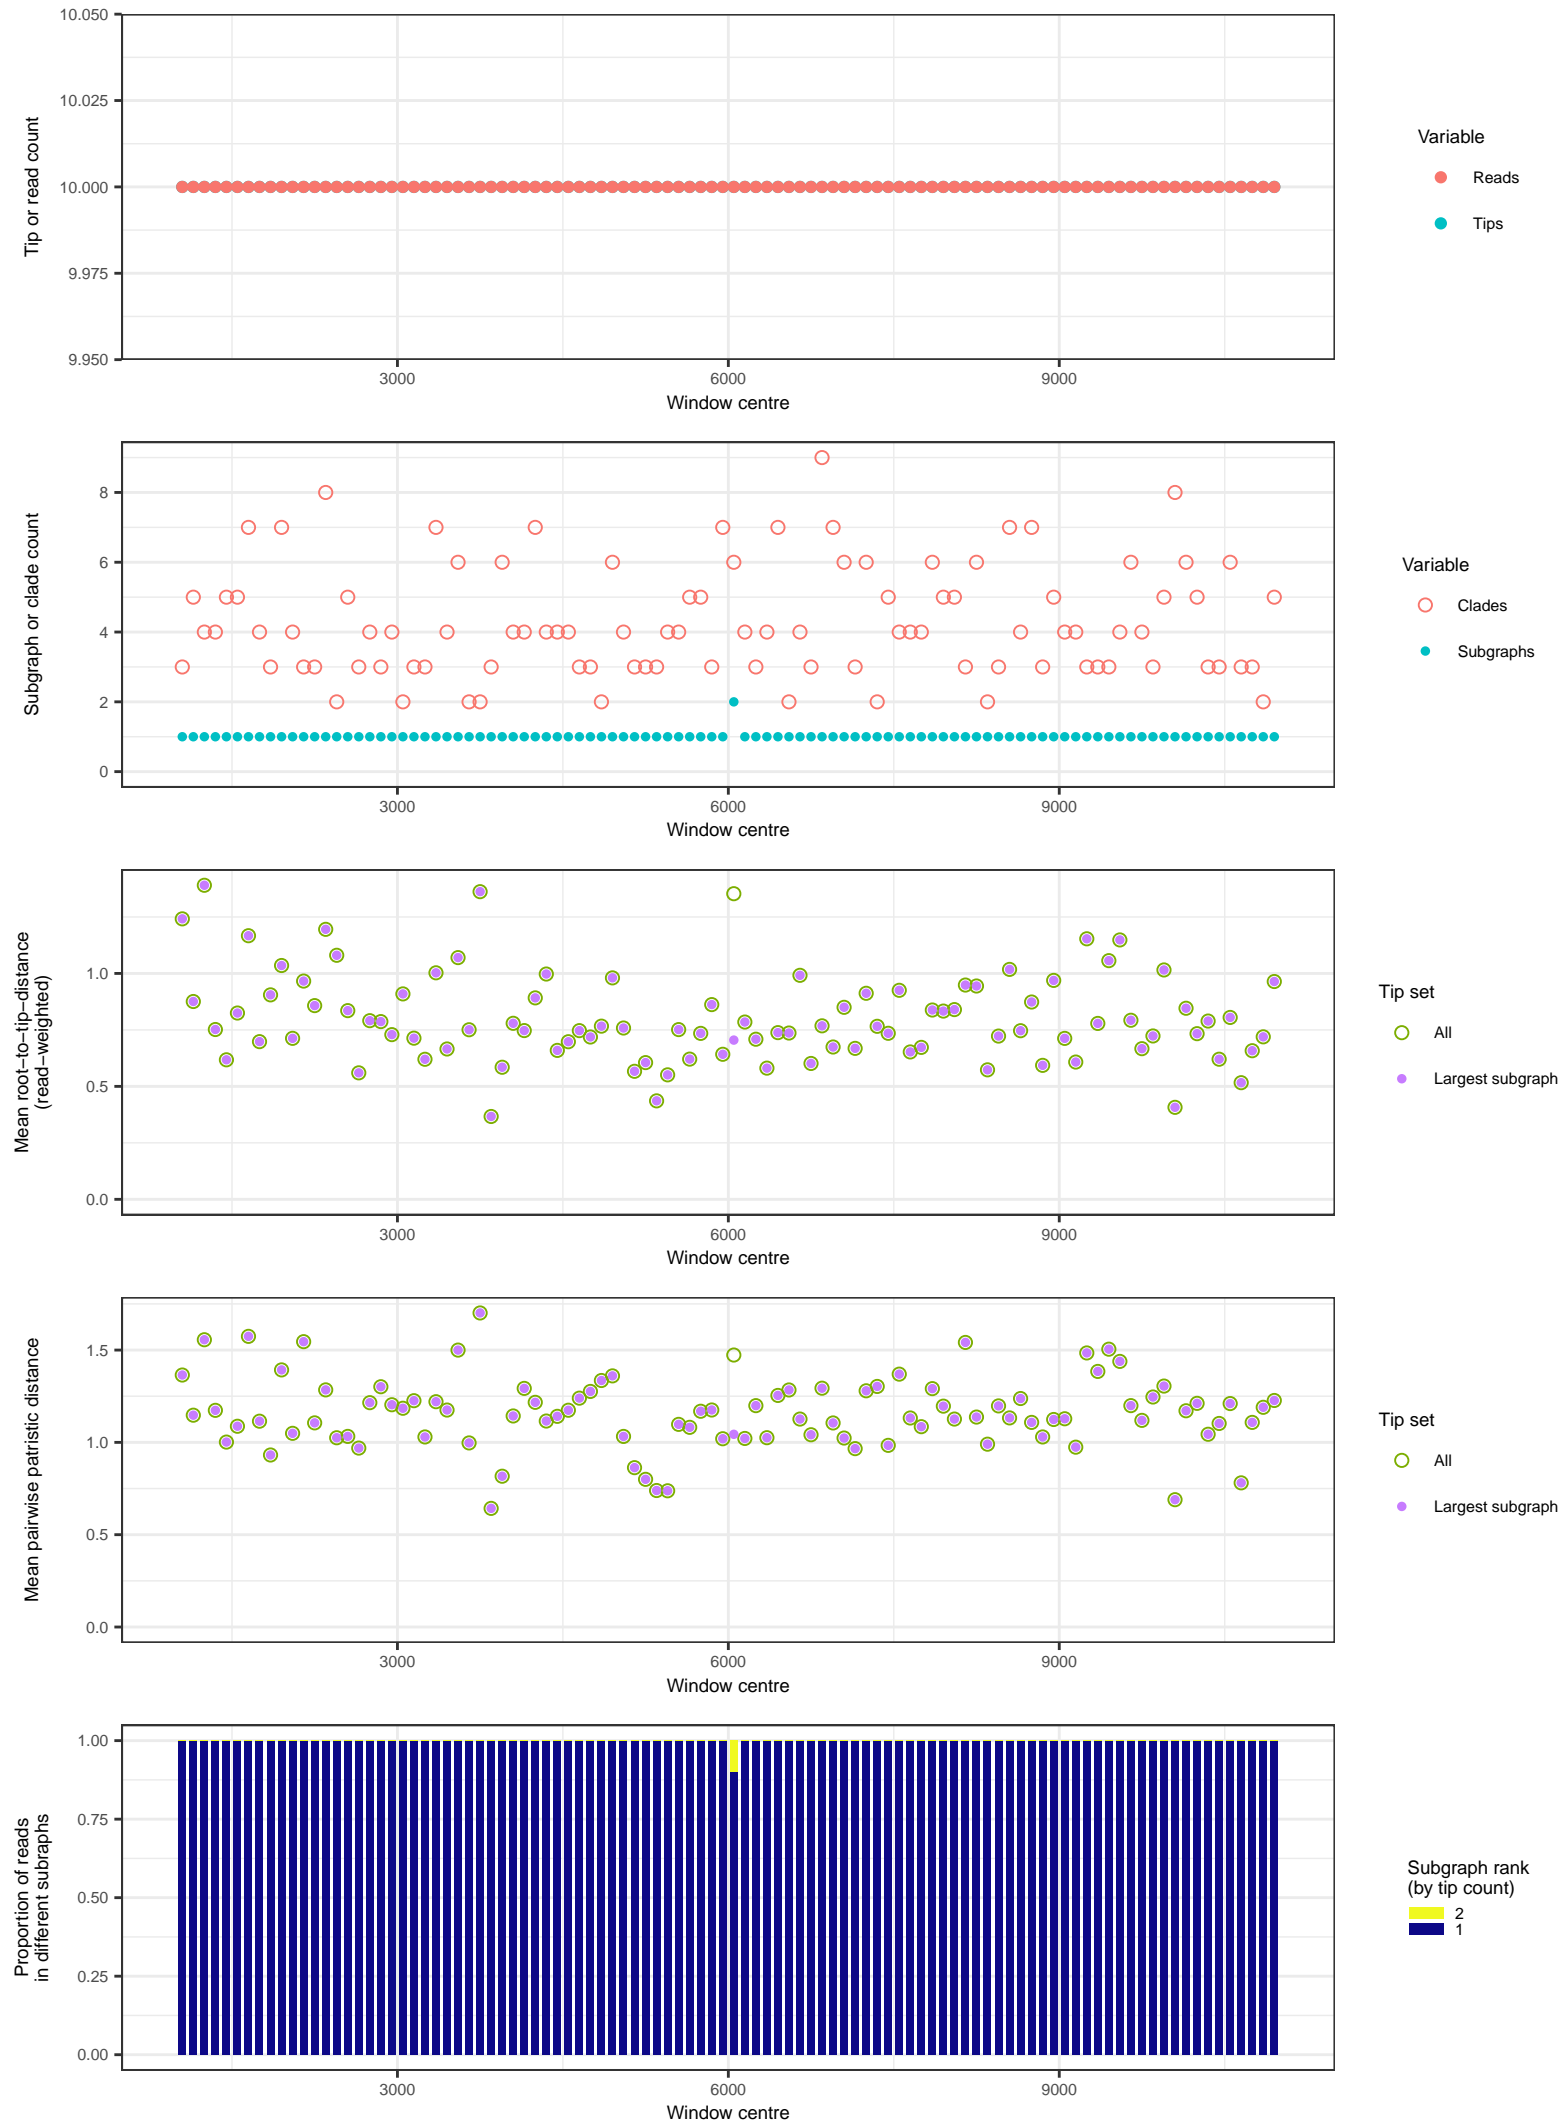 10.050
10.025
10.000
9.975
9.950
Tip or read count
3000 6000 9000
Window centre
Variable
Reads
Tips
8
6
4
2
0
Subgraph or clade count
3000 6000 9000
Window centre
Variable
Clades
Subgraphs
1.0
0.5
0.0
Mean root−to−tip−distance
(read−weighted)
3000 6000 9000
Window centre
Tip set
All
Largest subgraph
1.5
1.0
0.5
0.0
Mean pairwise patristic distance
3000 6000 9000
Window centre
Tip set
All
Largest subgraph
1.00
0.75
0.50
0.25
0.00
Proportion of reads
in different subraphs
3000 6000 9000
Window centre
Subgraph rank
(by tip count)
2
1